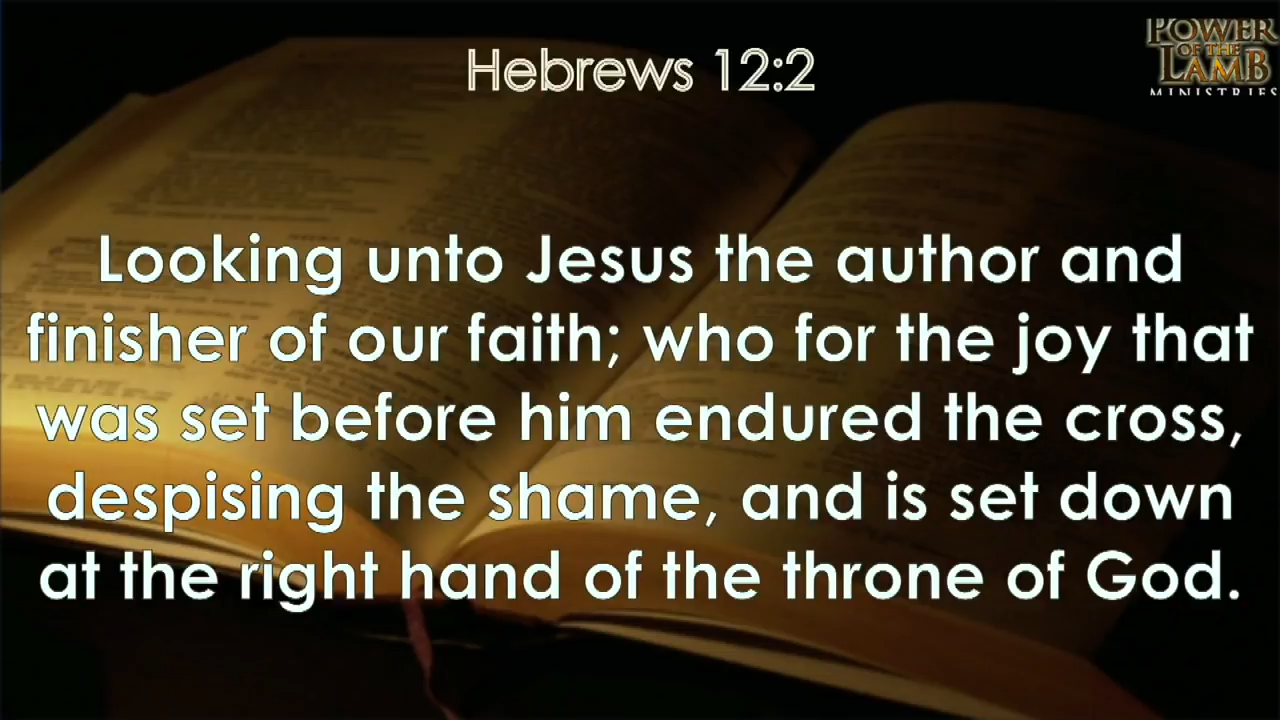 POWER
OF THE
LAMB
MINISTRIES
Hebrews 12:2
Looking unto Jesus the author and
finisher of our faith; who for the joy that
was set before him endured the cross,
despising the shame, and is set down
at the right hand of the throne of God.